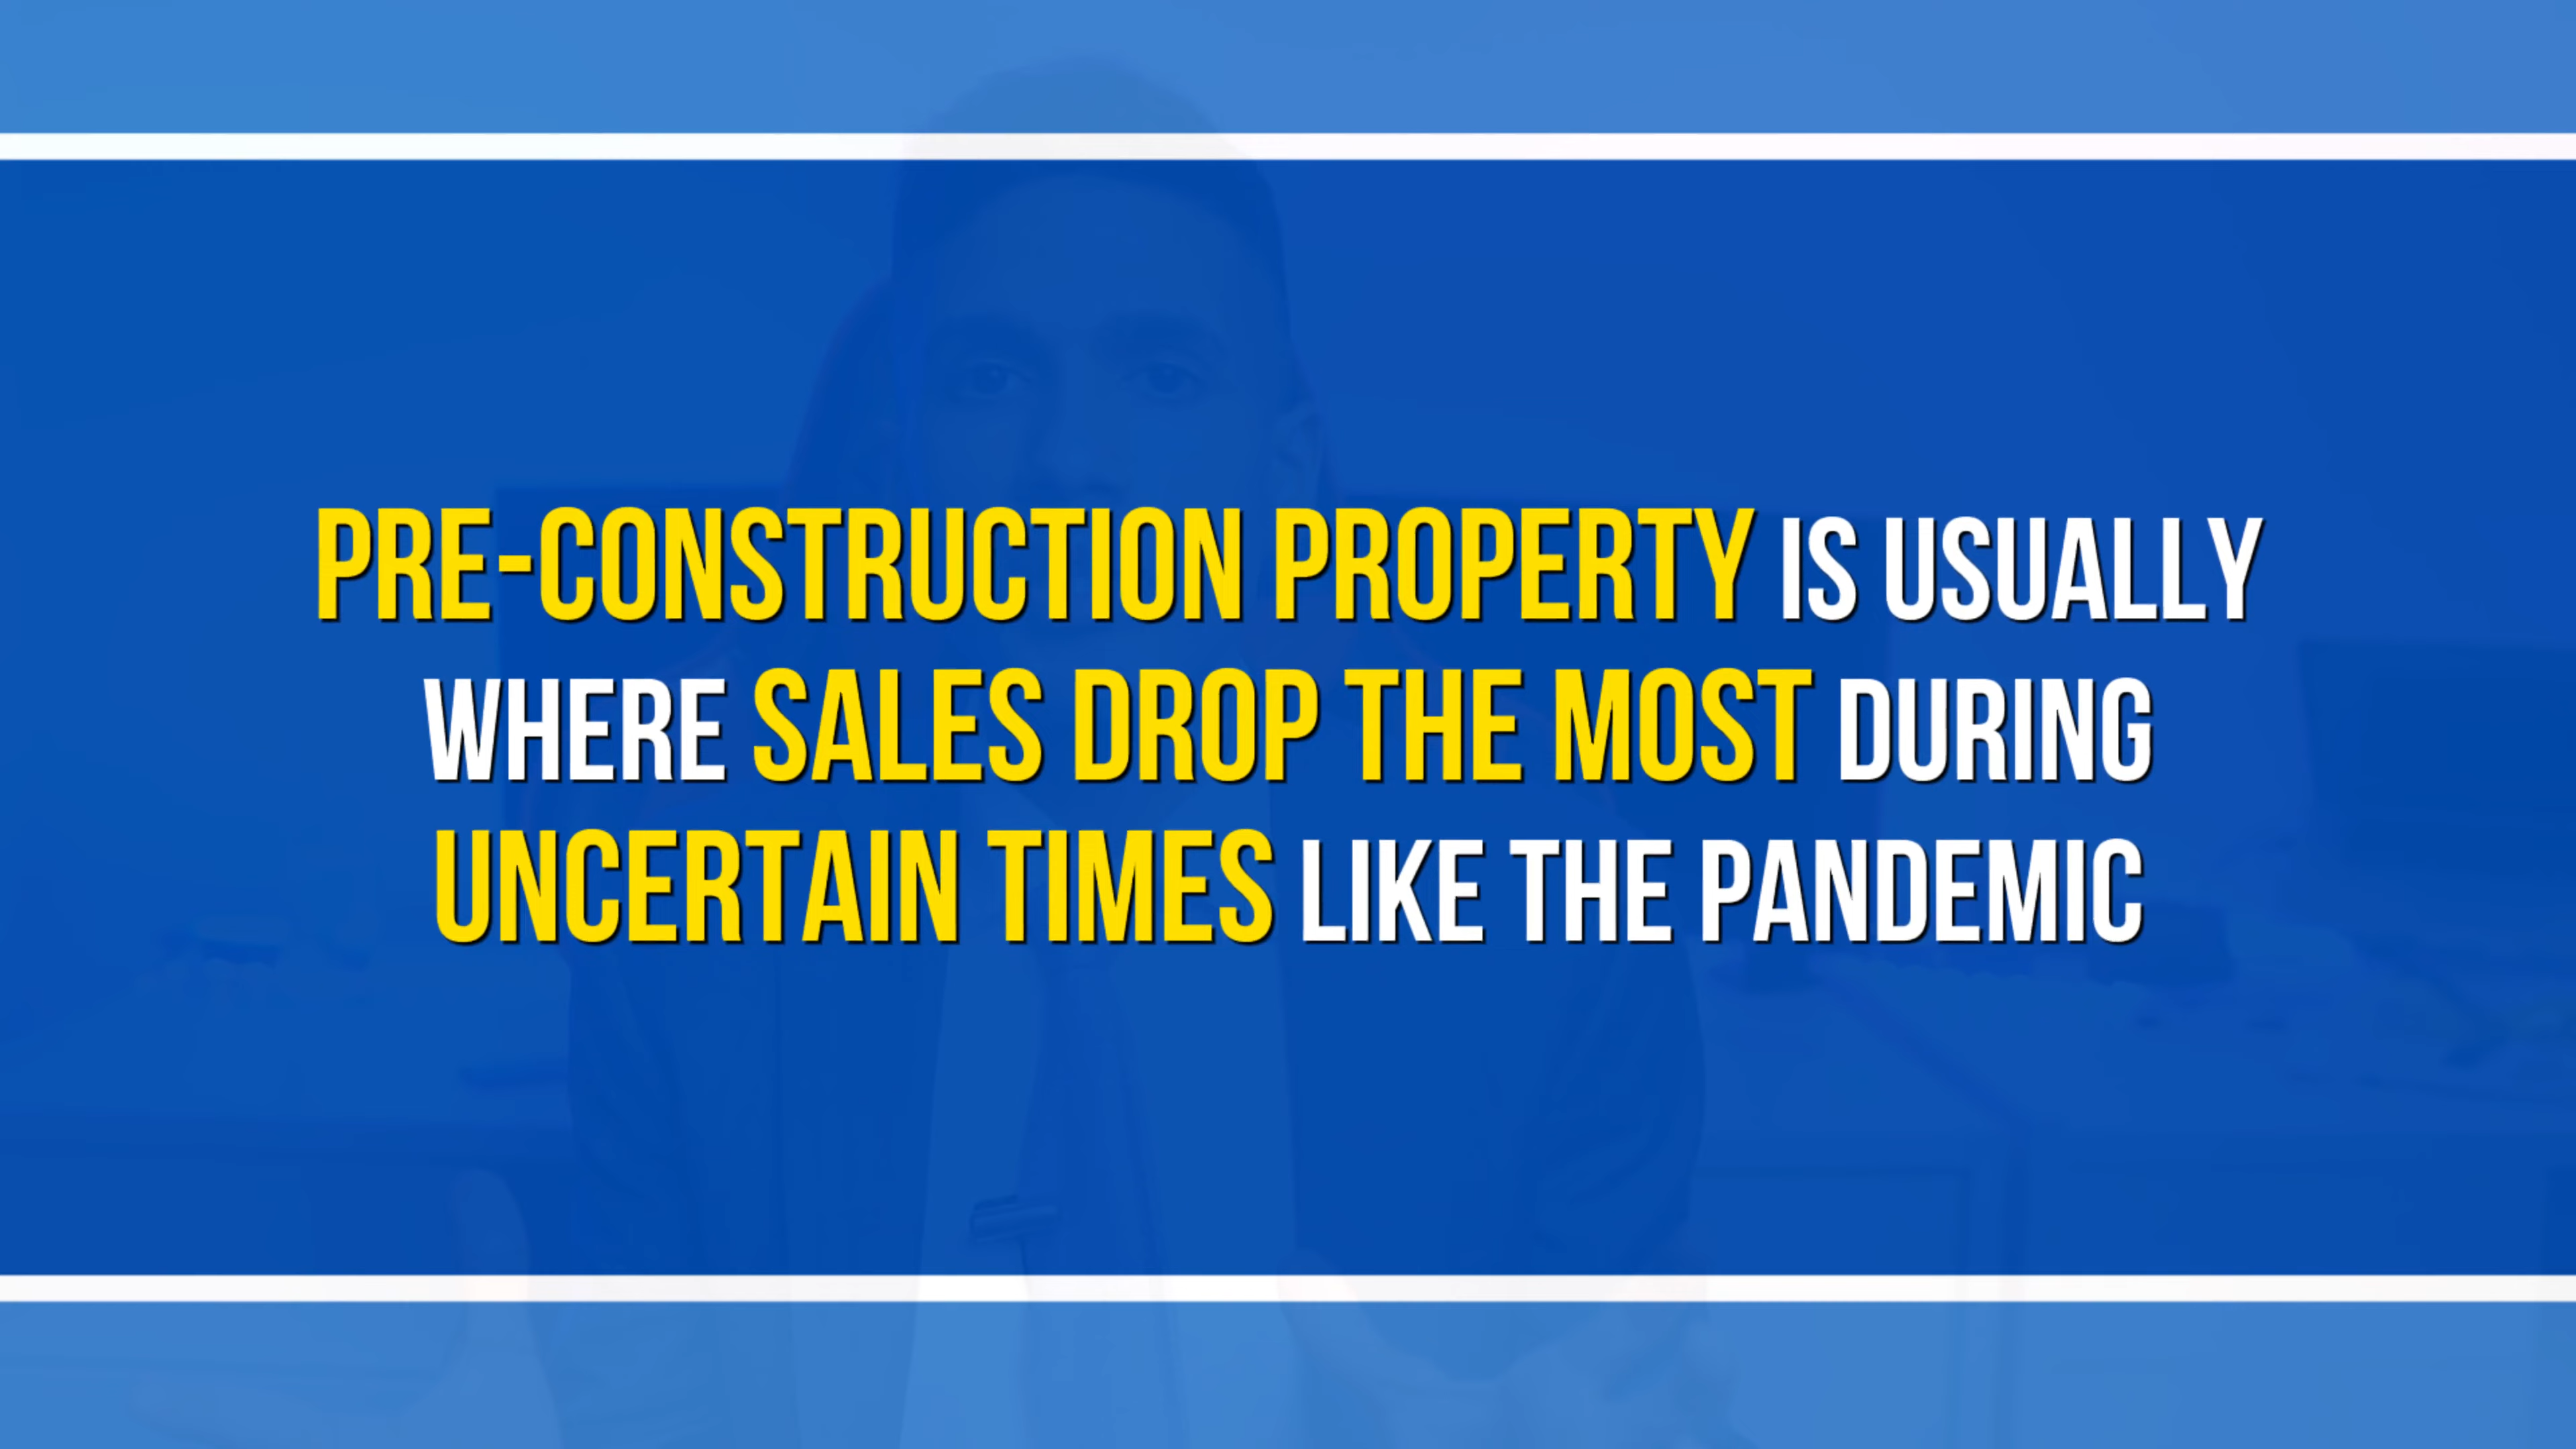 PRE-CONSTRUCTION PROPERTY IS USUALLY
WHERE SALES DROP THE MOST DURING
UNCERTAIN TIMES LIKE THE PANDEMIC